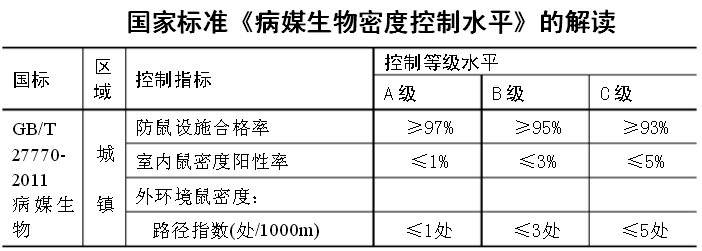 国家标准《病媒生物密度控制水平》的解读
国标 区域 控制指标 控制等级水平
A级 B级 C级
GB/T 27770-2011 病媒生物 城镇 防鼠设施合格率 ≥97% ≥95% ≥93%
室内鼠密度阳性率 ≤1% ≤3% ≤5%
外环境鼠密度：
路径指数(处/1000m) ≤1处 ≤3处 ≤5处